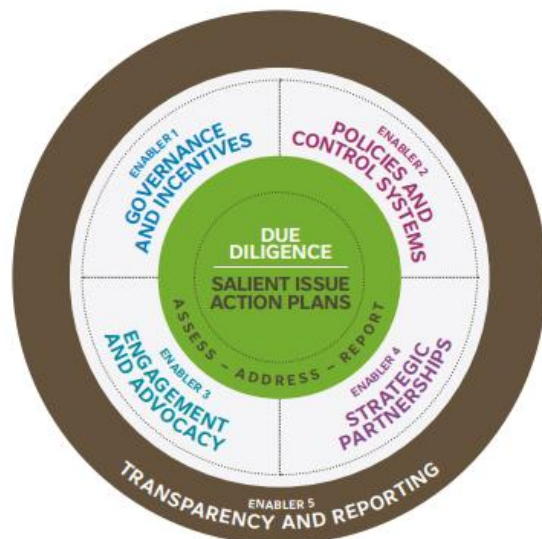 ENABLER 1
GOVERNANCE
AND INCENTIVES
ENABLER 2
POLICIES AND
CONTROL SYSTEMS
DUE
DILIGENCE
SALIENT ISSUE
ACTION PLANS
ASSESS – ADDRESS – REPORT
ENABLER 3
ENGAGEMENT
AND ADVOCACY
ENABLER 4
STRATEGIC
PARTNERSHIPS
ENABLER 5
TRANSPARENCY AND REPORTING